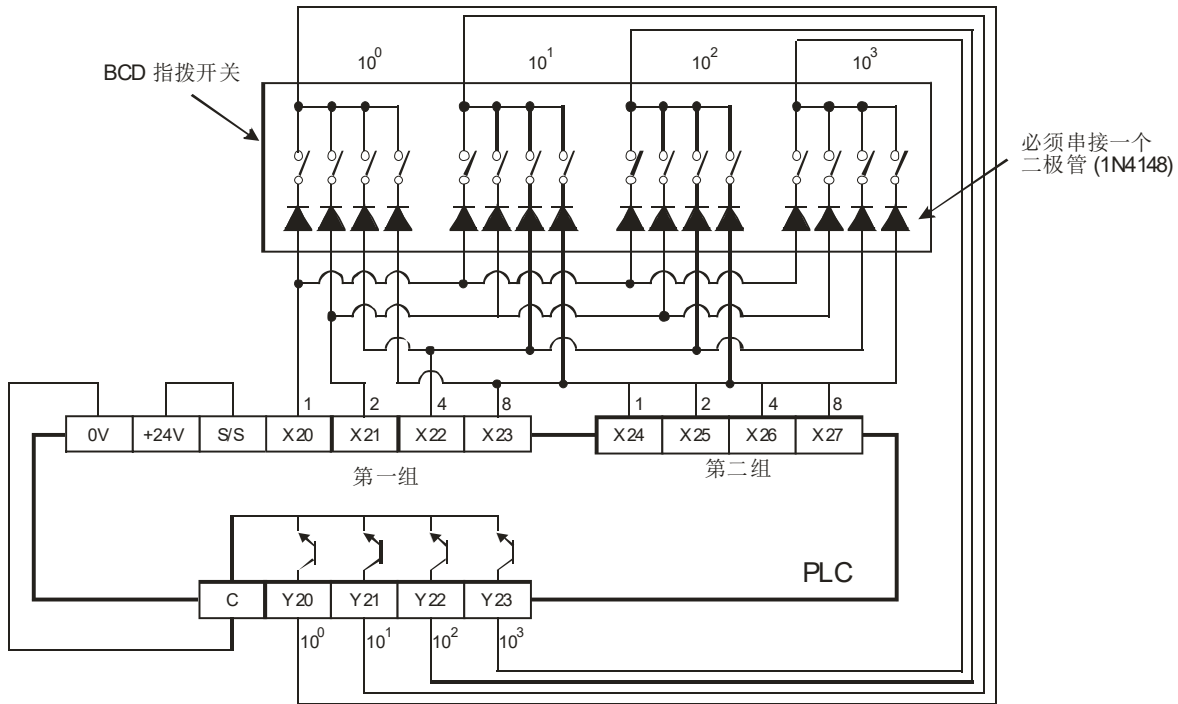 10⁰ 10¹ 10² 10³
BCD 指拨开关
必须串接一个
二极管 (1N4148)
1 2 4 8 1 2 4 8
0V +24V S/S X20 X21 X22 X23 X24 X25 X26 X27
第一组 第二组
PLC
C Y20 Y21 Y22 Y23
10⁰ 10¹ 10² 10³